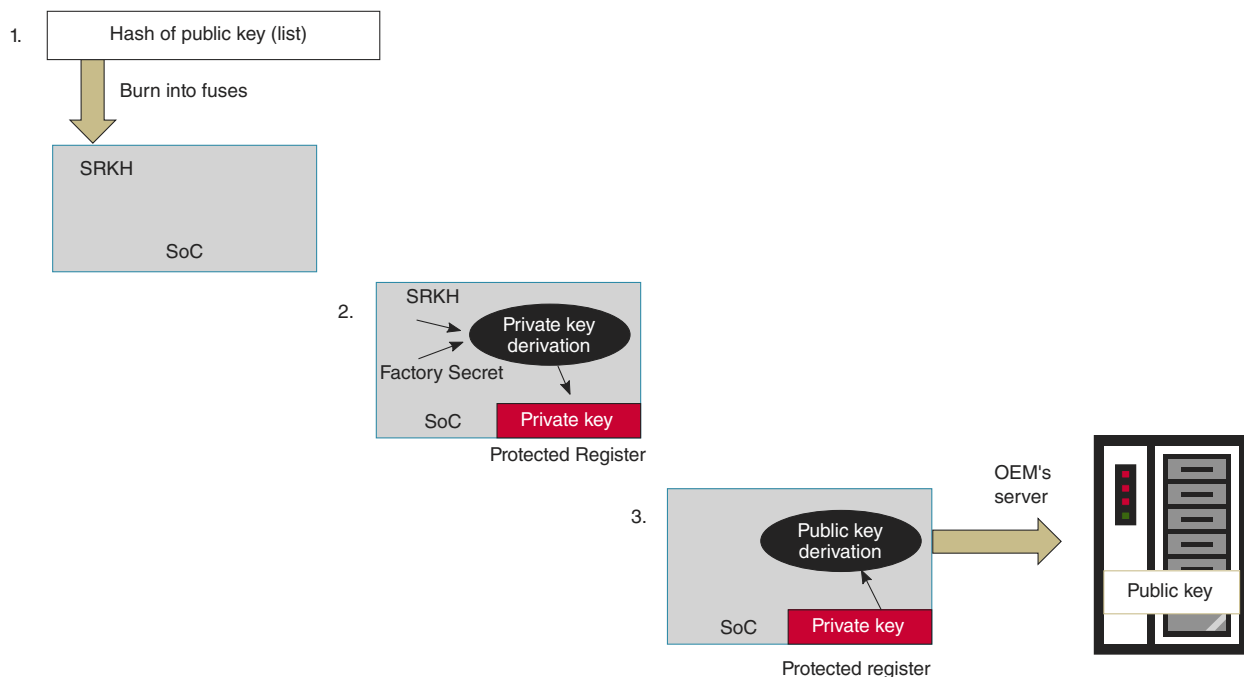 1.
Hash of public key (list)
Burn into fuses
SRKH
SoC
2.
SRKH
Private key
derivation
Factory Secret
SoC
Private key
Protected Register
3.
Public key
derivation
SoC
Private key
Protected register
OEM's
server
Public key